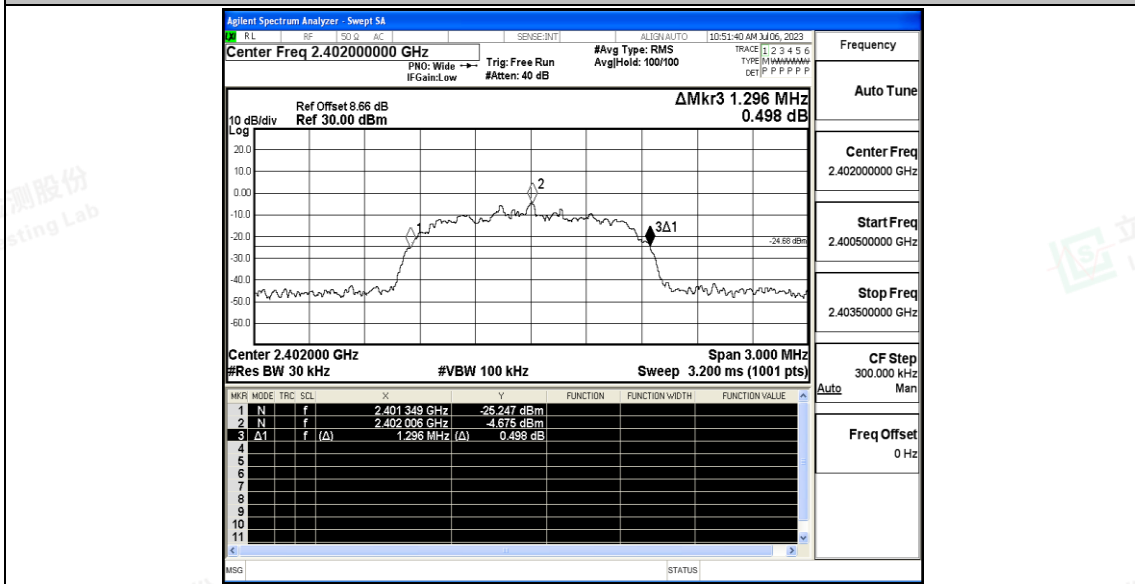 Agilent Spectrum Analyzer - Swept SA
RL RF 50 Ω AC SENSE:INT ALIGN AUTO 10:51:40 AM Jul 06, 2023
Center Freq 2.402000000 GHz
PNO: Wide
IFGain:Low
Trig: Free Run
#Atten: 40 dB
#Avg Type: RMS
Avg|Hold: 100/100
TRACE 1 2 3 4 5 6
TYPE M
DET P P P P P P
Ref Offset 8.66 dB
10 dB/div Ref 30.00 dBm
Log
ΔMkr3 1.296 MHz
0.498 dB
20.0
10.0
0.00
-10.0
-20.0
-30.0
-40.0
-50.0
-60.0
1
2
3Δ1
-24.68 dBm
Center 2.402000 GHz Span 3.000 MHz
#Res BW 30 kHz #VBW 100 kHz Sweep 3.200 ms (1001 pts)
MKR MODE TRC SCL X Y FUNCTION FUNCTION WIDTH FUNCTION VALUE
1 N f 2.401 349 GHz -25.247 dBm
2 N f 2.402 006 GHz -4.675 dBm
3 Δ1 f (Δ) 1.296 MHz (Δ) 0.498 dB
4
5
6
7
8
9
10
11
MSG STATUS
Frequency
Auto Tune
Center Freq
2.402000000 GHz
Start Freq
2.400500000 GHz
Stop Freq
2.403500000 GHz
CF Step
300.000 kHz
Auto Man
Freq Offset
0 Hz
测股份
sting Lab
立